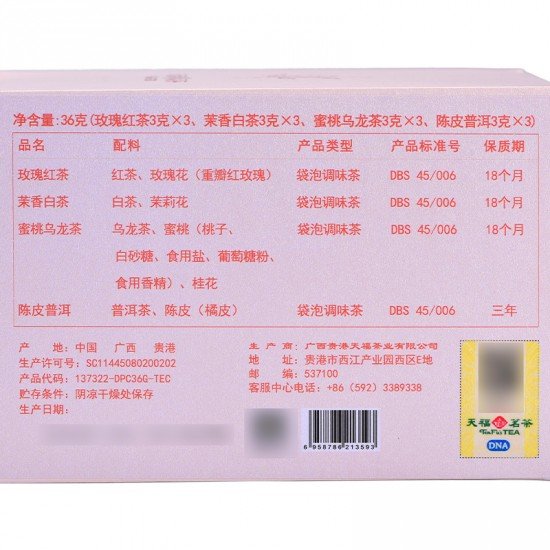 净含量:36克(玫瑰红茶3克×3、茉香白茶3克×3、蜜桃乌龙茶3克×3、陈皮普洱3克×3)
品名 配料 产品类型 产品标准号 保质期
玫瑰红茶 红茶、玫瑰花（重瓣红玫瑰） 袋泡调味茶 DBS 45/006 18个月
茉香白茶 白茶、茉莉花 袋泡调味茶 DBS 45/006 18个月
蜜桃乌龙茶 乌龙茶、蜜桃（桃子、 袋泡调味茶 DBS 45/006 18个月
白砂糖、食用盐、葡萄糖粉、
食用香精）、桂花
陈皮普洱 普洱茶、陈皮（橘皮） 袋泡调味茶 DBS 45/006 三年
产 地:中国 广西 贵港
生产许可号:SC11445080200202
产品代码:137322-DPC36G-TEC
贮存条件:阴凉干燥处保存
生产日期:
生产商:广西贵港天福茶业有限公司
地 址:贵港市西江产业园西区E地
邮 编:537100
客服中心电话:+86 (592) 3389338
6 958786 213593
天福茗茶
TenFu's TEA
DNA